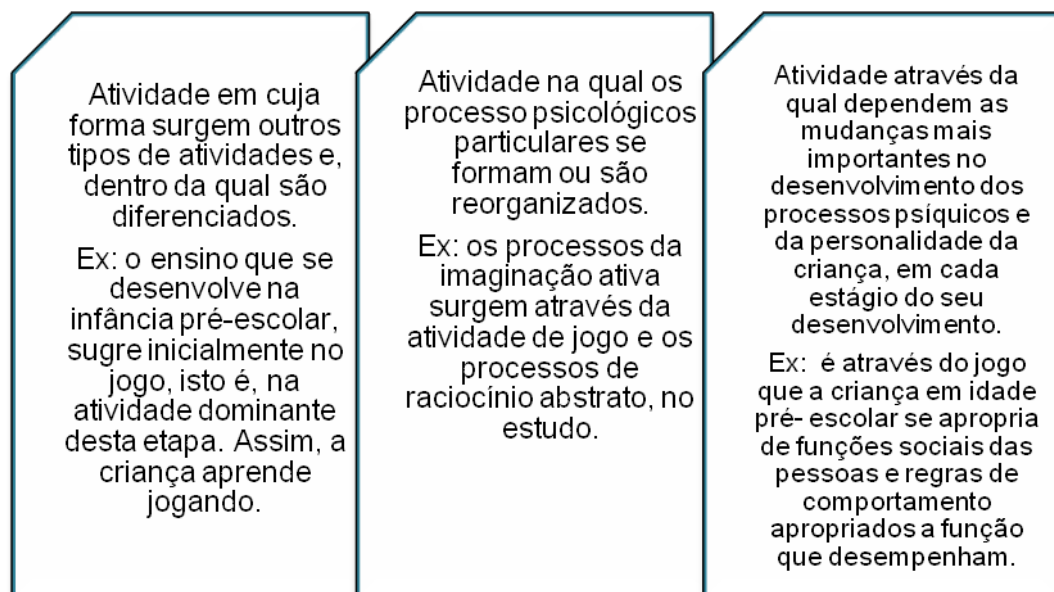 Atividade em cuja
forma surgem outros
tipos de atividades e,
dentro da qual são
diferenciados.
Ex: o ensino que se
desenvolve na
infância pré-escolar,
sugre inicialmente no
jogo, isto é, na
atividade dominante
desta etapa. Assim, a
criança aprende
jogando.
Atividade na qual os
processo psicológicos
particulares se
formam ou são
reorganizados.
Ex: os processos da
imaginação ativa
surgem através da
atividade de jogo e os
processos de
raciocínio abstrato, no
estudo.
Atividade através da
qual dependem as
mudanças mais
importantes no
desenvolvimento dos
processos psíquicos e
da personalidade da
criança, em cada
estágio do seu
desenvolvimento.
Ex: é através do jogo
que a criança em idade
pré- escolar se apropria
de funções sociais das
pessoas e regras de
comportamento
apropriados a função
que desempenham.